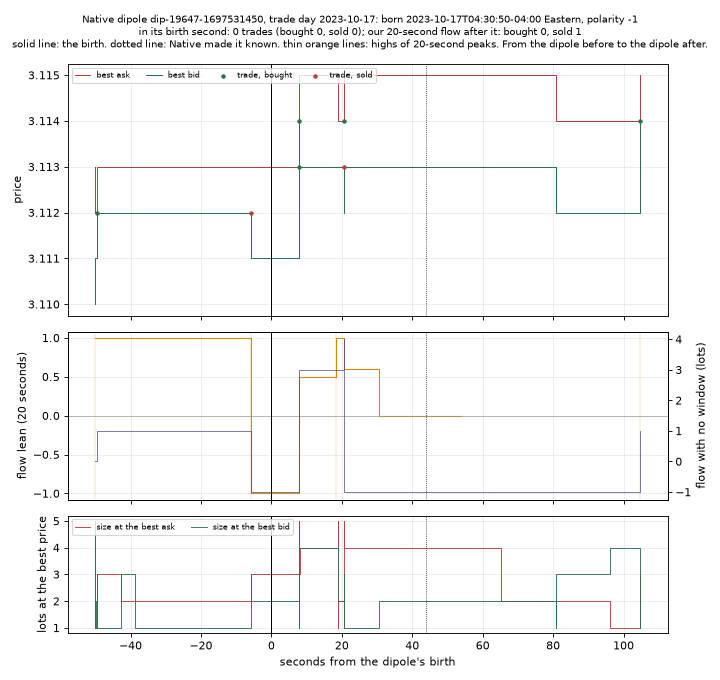 Native dipole dip-19647-1697531450, trade day 2023-10-17: born 2023-10-17T04:30:50-04:00 Eastern, polarity -1
in its birth second: 0 trades (bought 0, sold 0); our 20-second flow after it: bought 0, sold 1
solid line: the birth. dotted line: Native made it known. thin orange lines: highs of 20-second peaks. From the dipole before to the dipole after.
best ask
best bid
trade, bought
trade, sold
3.115
3.114
3.113
3.112
3.111
3.110
price
1.0
0.5
0.0
−0.5
−1.0
flow lean (20 seconds)
4
3
2
1
0
−1
flow with no window (lots)
size at the best ask
size at the best bid
5
4
3
2
1
lots at the best price
−40
−20
0
20
40
60
80
100
seconds from the dipole's birth